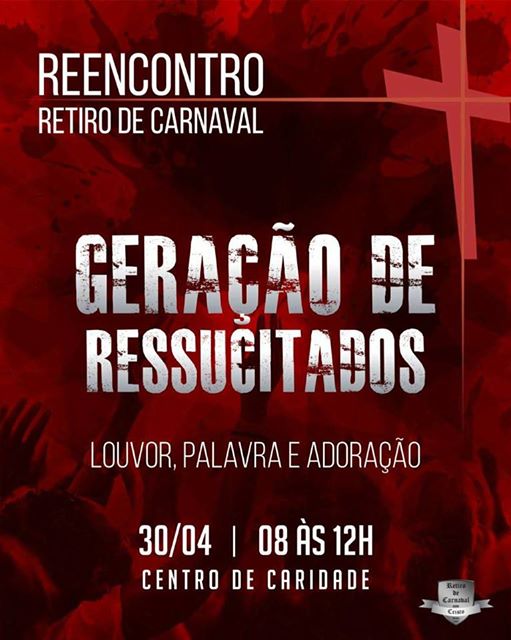 REENCONTRO
RETIRO DE CARNAVAL
GERAÇÃO DE
RESSUCITADOS
LOUVOR, PALAVRA E ADORAÇÃO
30/04 | 08 ÀS 12H
CENTRO DE CARIDADE
Retiro
de
Carnaval
com
Cristo